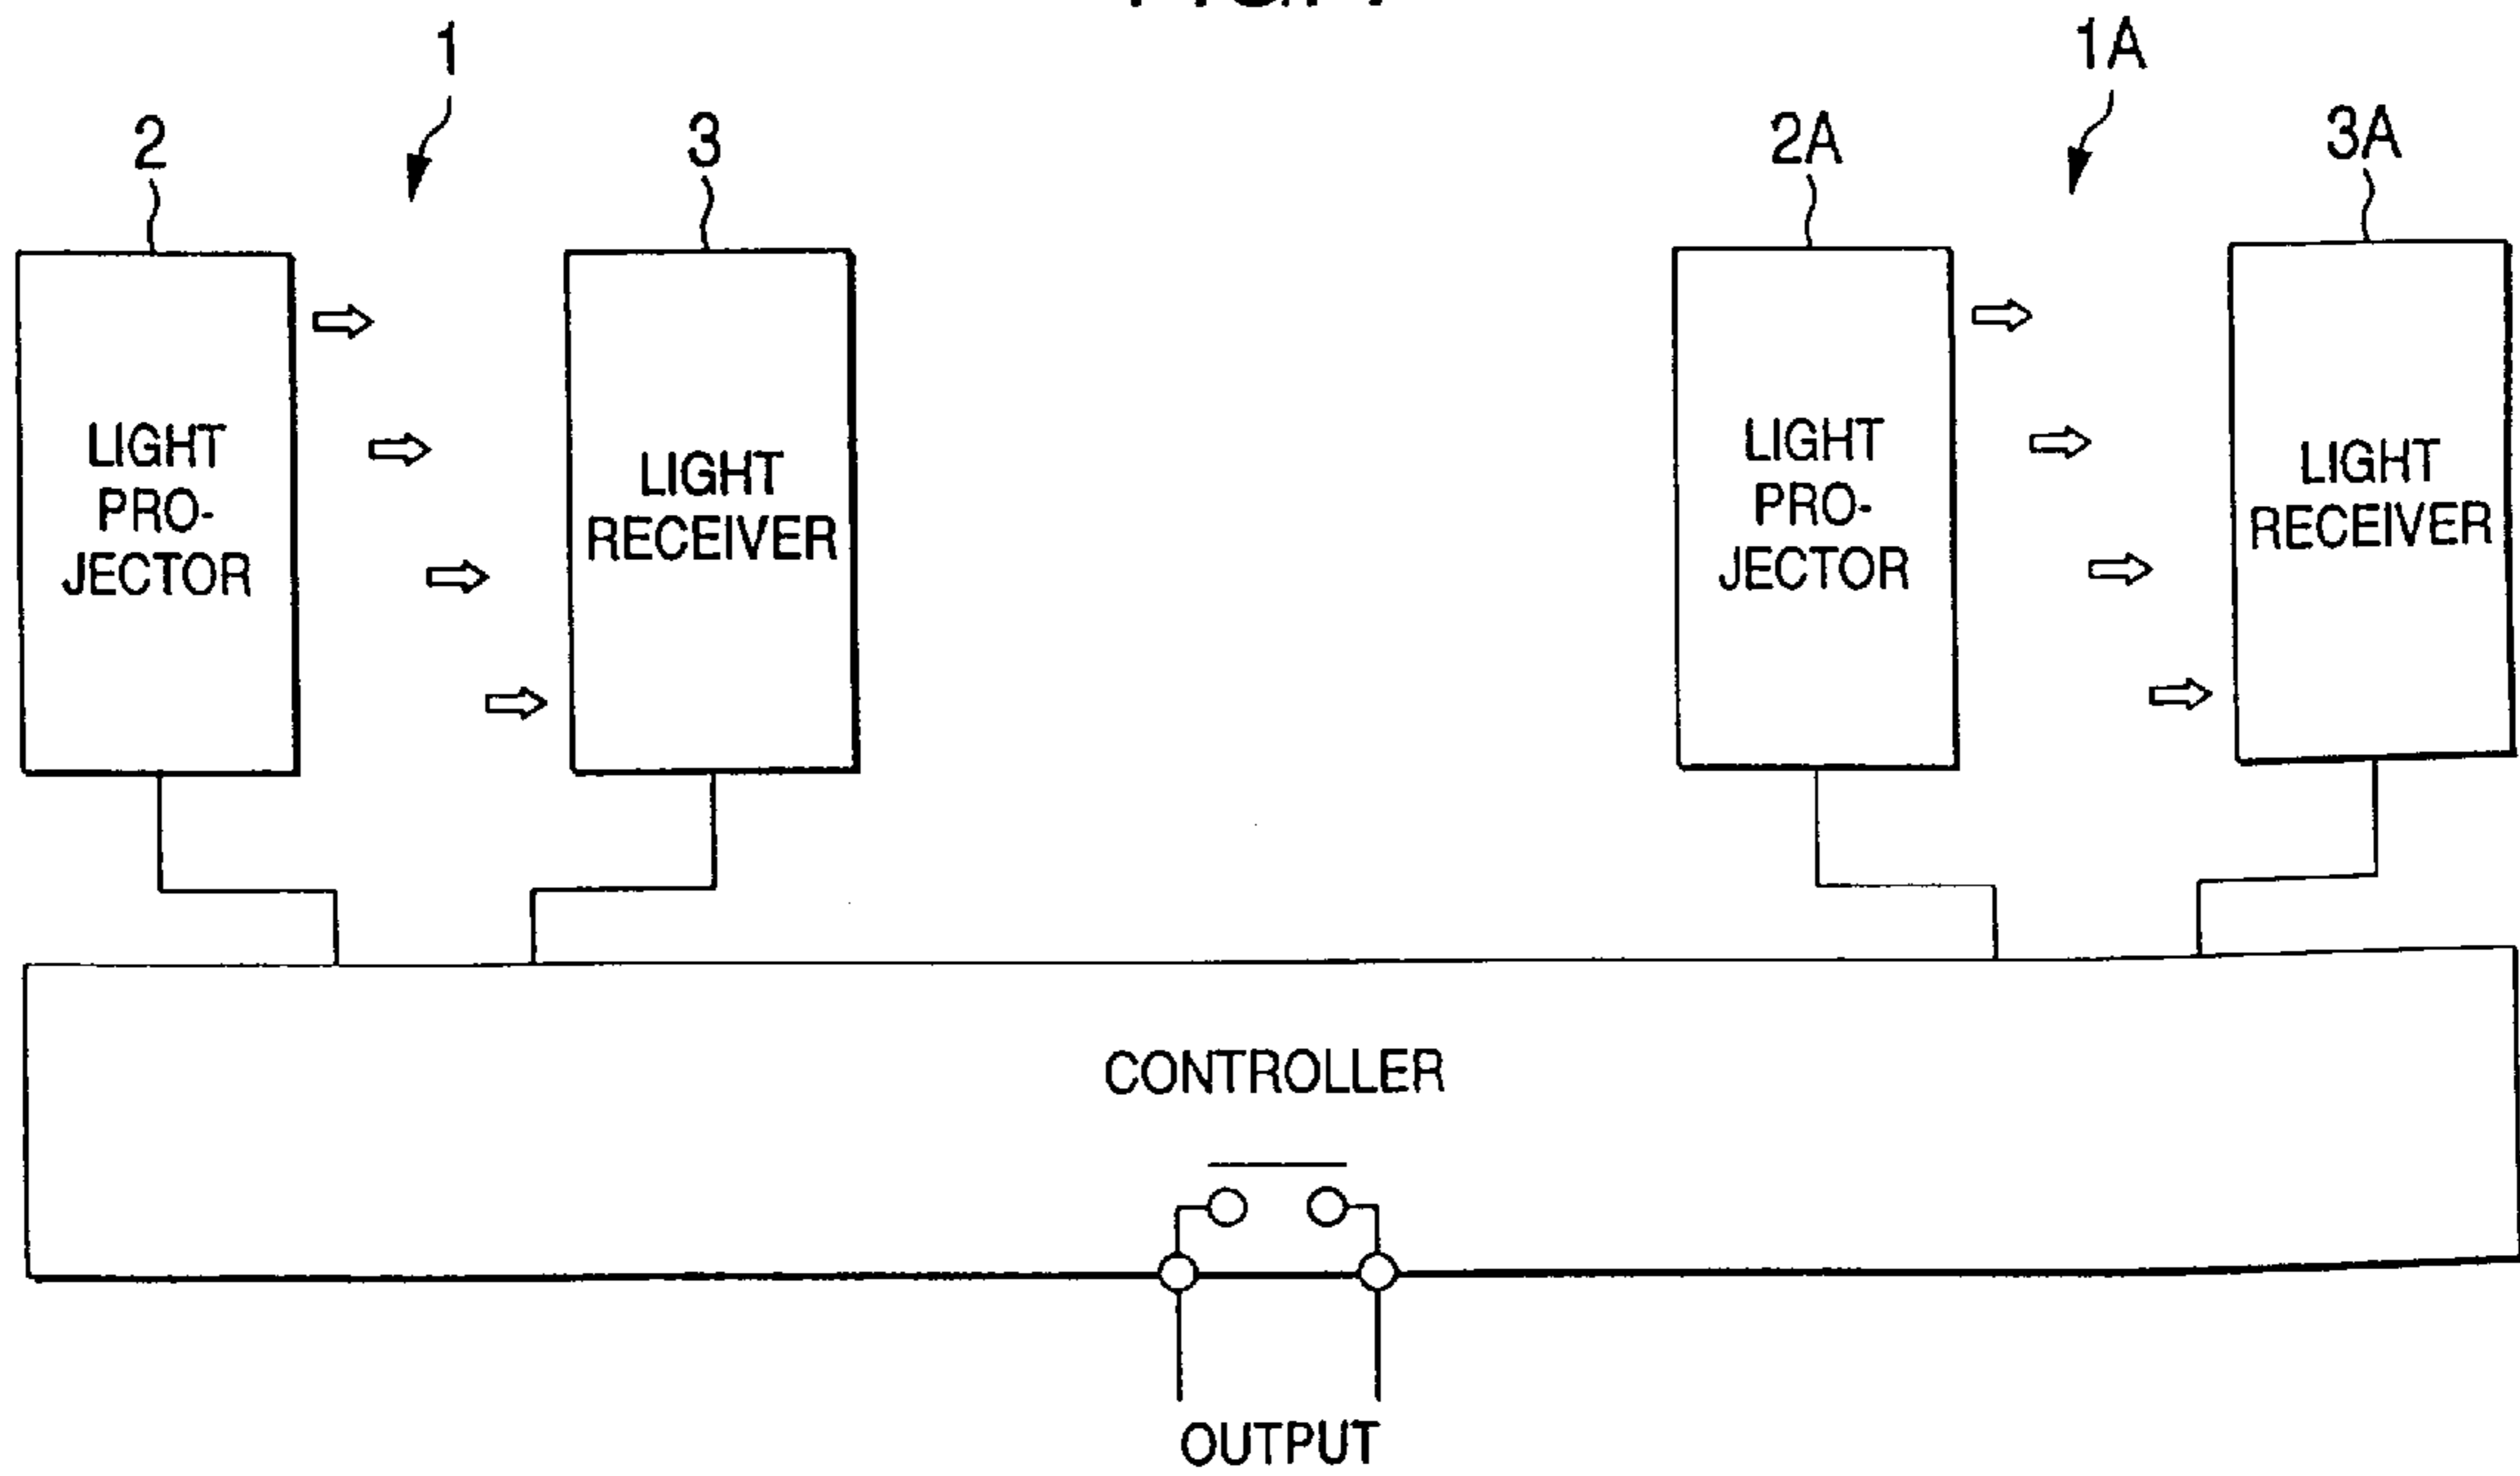 1
1A
2
3
2A
3A
LIGHT
PRO-
JECTOR
LIGHT
RECEIVER
LIGHT
PRO-
JECTOR
LIGHT
RECEIVER
CONTROLLER
OUTPUT